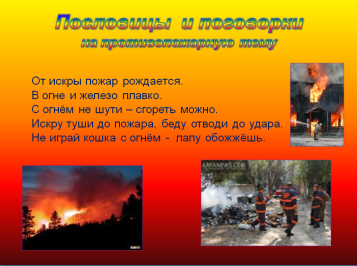 Пословицы и поговорки
на противопожарную тему
От искры пожар рождается.
В огне и железо плавко.
С огнём не шути – сгореть можно.
Искру туши до пожара, беду отводи до удара.
Не играй кошка с огнём - лапу обожжёшь.